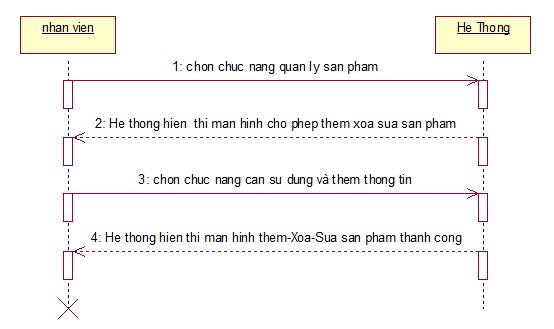 nhan vien
He Thong
1: chon chuc nang quan ly san pham
2: He thong hien thi man hinh cho phep them xoa sua san pham
3: chon chuc nang can su dung và them thong tin
4: He thong hien thi man hinh them-Xoa-Sua san pham thanh cong